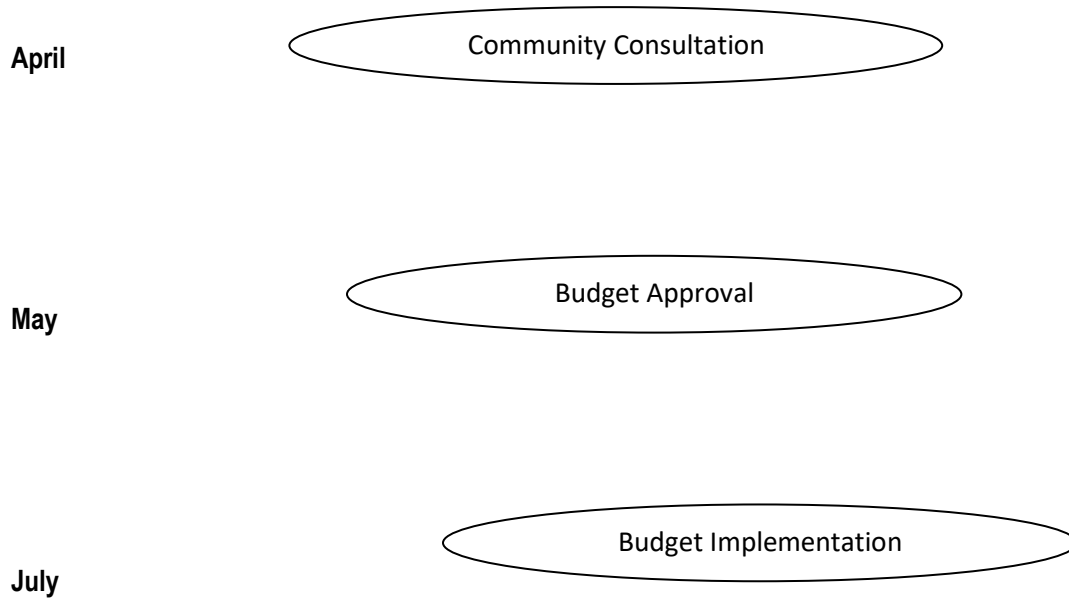 April
Community Consultation
May
Budget Approval
July
Budget Implementation